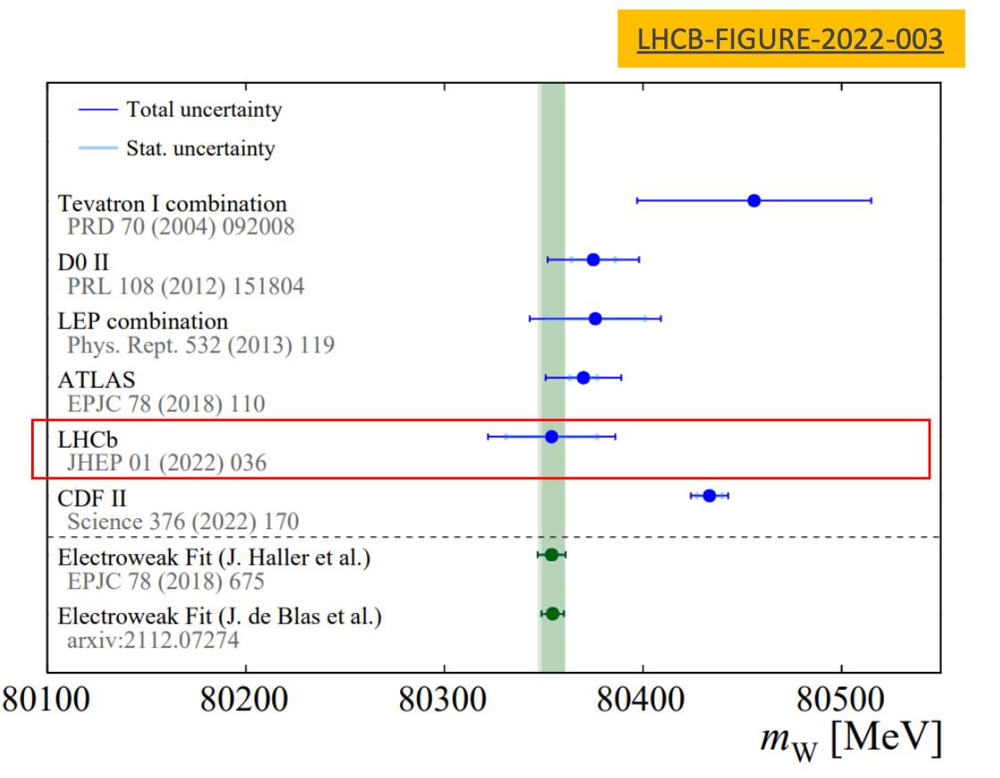 LHCB-FIGURE-2022-003
Total uncertainty
Stat. uncertainty
Tevatron I combination
PRD 70 (2004) 092008
D0 II
PRL 108 (2012) 151804
LEP combination
Phys. Rept. 532 (2013) 119
ATLAS
EPJC 78 (2018) 110
LHCb
JHEP 01 (2022) 036
CDF II
Science 376 (2022) 170
Electroweak Fit (J. Haller et al.)
EPJC 78 (2018) 675
Electroweak Fit (J. de Blas et al.)
arxiv:2112.07274
80100 80200 80300 80400 80500
mW [MeV]